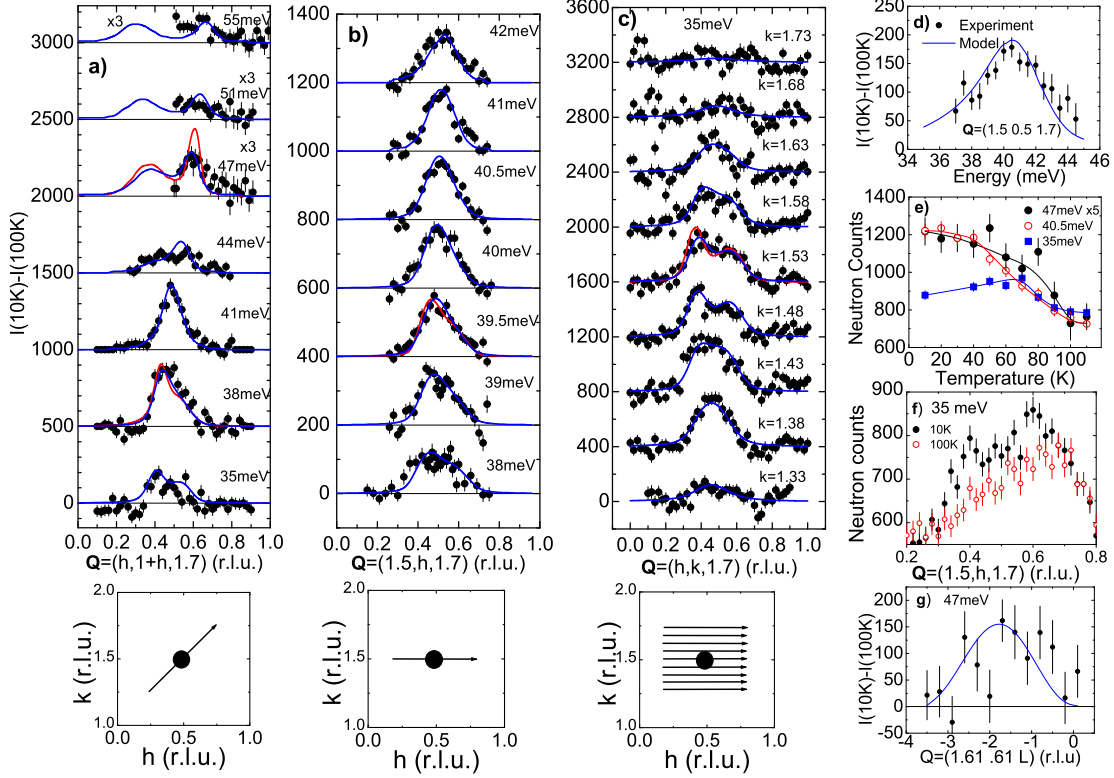 a)
x3
55meV
x3
51meV
x3
47meV
44meV
41meV
38meV
35meV
3000
2500
2000
1500
1000
500
0
I(10K)-I(100K)
0.0 0.2 0.4 0.6 0.8 1.0
Q=(h,1+h,1.7) (r.l.u.)
b)
42meV
41meV
40.5meV
40meV
39.5meV
39meV
38meV
1400
1200
1000
800
600
400
200
0
0.0 0.2 0.4 0.6 0.8 1.0
Q=(1.5,h,1.7) (r.l.u.)
c)
35meV
k=1.73
k=1.68
k=1.63
k=1.58
k=1.53
k=1.48
k=1.43
k=1.38
k=1.33
3600
3200
2800
2400
2000
1600
1200
800
400
0
0.0 0.2 0.4 0.6 0.8 1.0
Q=(h,k,1.7) (r.l.u.)
d)
Experiment
Model
Q=(1.5 0.5 1.7)
250
200
150
100
50
0
I(10K)-I(100K)
34 36 38 40 42 44 46
Energy (meV)
e)
47meV x5
40.5meV
35meV
1400
1200
1000
800
600
Neutron Counts
0 20 40 60 80 100
Temperature (K)
f)
35 meV
10K
100K
900
800
700
600
Neutron counts
0.2 0.4 0.6 0.8
Q=(1.5,h,1.7) (r.l.u.)
g)
47meV
200
150
100
50
0
-50
I(10K)-I(100K)
-4 -3 -2 -1 0
Q=(1.61 .61 L) (r.l.u)
2.0
1.5
1.0
k (r.l.u.)
0.0 0.5 1.0
h (r.l.u.)
2.0
1.5
1.0
k (r.l.u.)
0.0 0.5 1.0
h (r.l.u.)
2.0
1.5
1.0
k (r.l.u.)
0.0 0.5 1.0
h (r.l.u.)